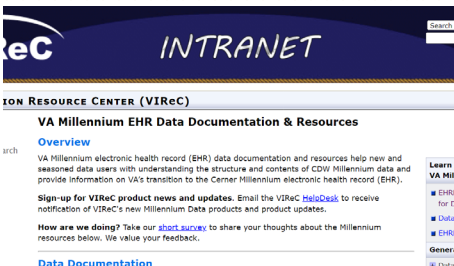 Search
ReC INTRANET
ION RESOURCE CENTER (VIReC)
VA Millennium EHR Data Documentation & Resources
Overview
arch
VA Millennium electronic health record (EHR) data documentation and resources help new and
seasoned data users with understanding the structure and contents of CDW Millennium data and
provide information on VA's transition to the Cerner Millennium electronic health record (EHR).
Sign-up for VIReC product news and updates. Email the VIReC HelpDesk to receive
notification of VIReC's new Millennium Data products and product updates.
How are we doing? Take our short survey to share your thoughts about the Millennium
resources below. We value your feedback.
Data Documentation
Learn
VA Mil
EHR
for D
Data
EHR
Genera
Data